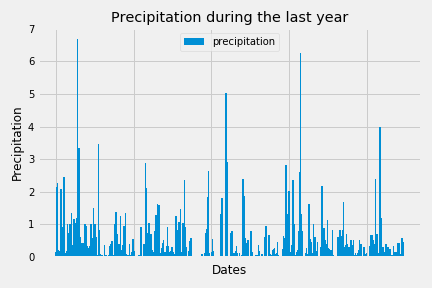 Precipitation during the last year
precipitation
Precipitation
7
6
5
4
3
2
1
0
Dates